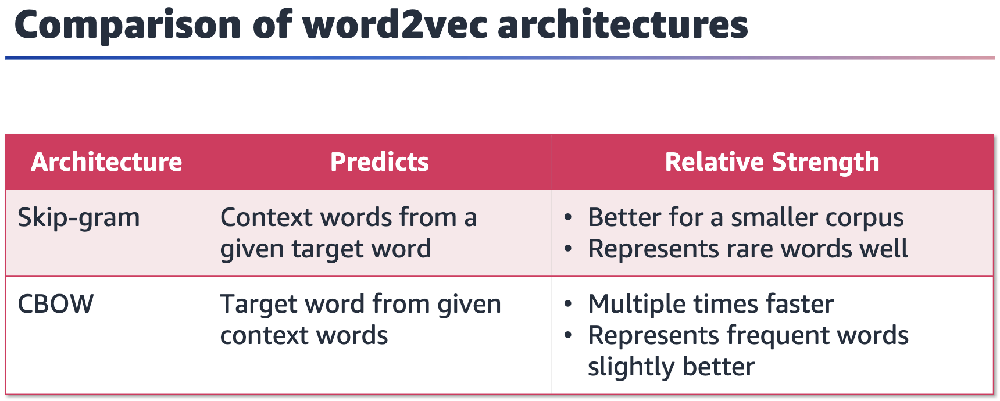 Comparison of word2vec architectures
Architecture
Predicts
Relative Strength
Skip-gram
Context words from a
given target word
• Better for a smaller corpus
• Represents rare words well
CBOW
Target word from given
context words
• Multiple times faster
• Represents frequent words
slightly better